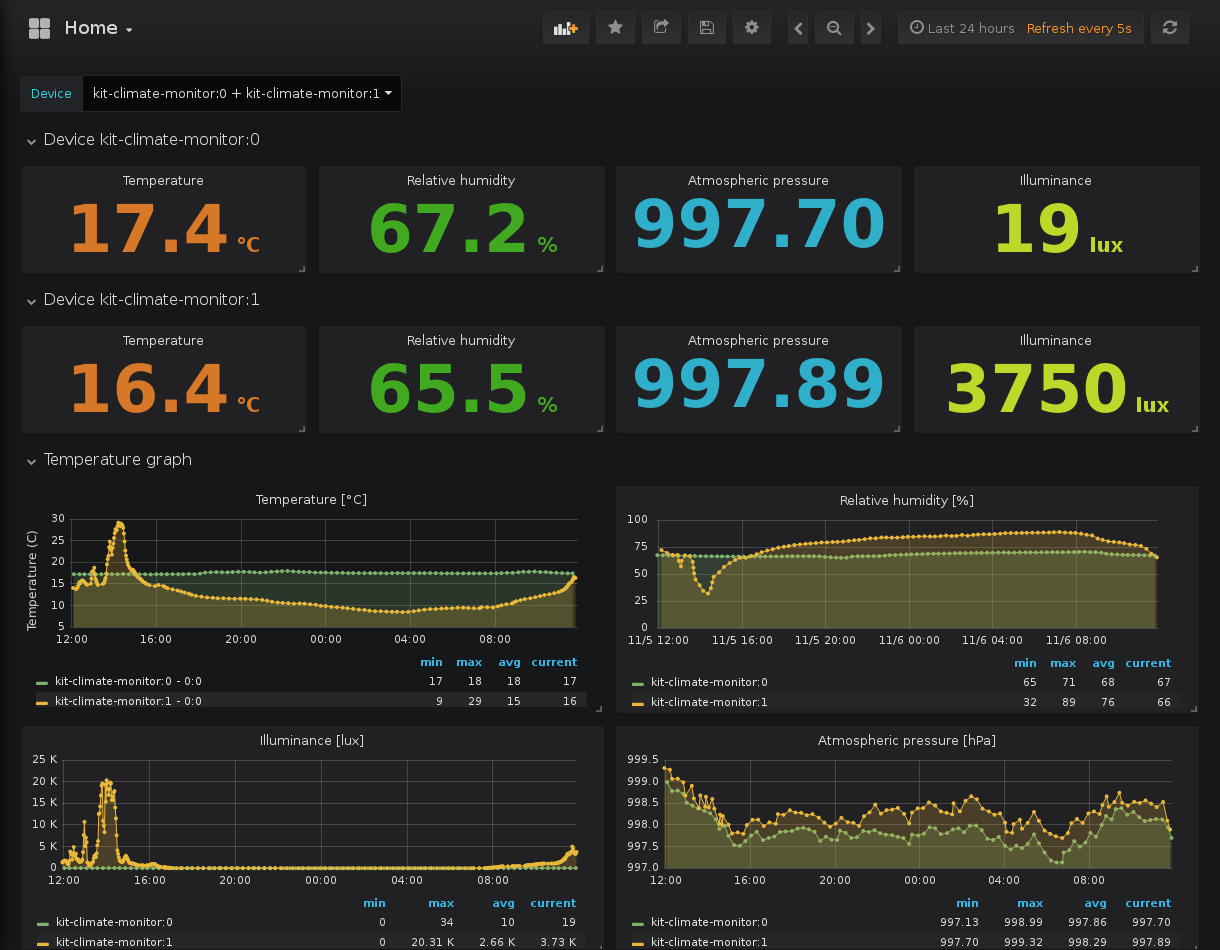 Home
Last 24 hours Refresh every 5s
Device kit-climate-monitor:0 + kit-climate-monitor:1
Device kit-climate-monitor:0
Temperature Relative humidity Atmospheric pressure Illuminance
17.4 °C 67.2 % 997.70 19 lux
Device kit-climate-monitor:1
Temperature Relative humidity Atmospheric pressure Illuminance
16.4 °C 65.5 % 997.89 3750 lux
Temperature graph
Temperature [°C]
Temperature (C)
30
25
20
15
10
5
12:00 16:00 20:00 00:00 04:00 08:00
min max avg current
kit-climate-monitor:0 - 0:0 17 18 18 17
kit-climate-monitor:1 - 0:0 9 29 15 16
Relative humidity [%]
100
75
50
25
0
11/5 12:00 11/5 16:00 11/5 20:00 11/6 00:00 11/6 04:00 11/6 08:00
min max avg current
kit-climate-monitor:0 65 71 68 67
kit-climate-monitor:1 32 89 76 66
Illuminance [lux]
25 K
20 K
15 K
10 K
5 K
0
12:00 16:00 20:00 00:00 04:00 08:00
min max avg current
kit-climate-monitor:0 0 34 10 19
kit-climate-monitor:1 0 20.31 K 2.66 K 3.73 K
Atmospheric pressure [hPa]
999.5
999.0
998.5
998.0
997.5
997.0
12:00 16:00 20:00 00:00 04:00 08:00
min max avg current
kit-climate-monitor:0 997.13 998.99 997.86 997.70
kit-climate-monitor:1 997.70 999.32 998.29 997.89